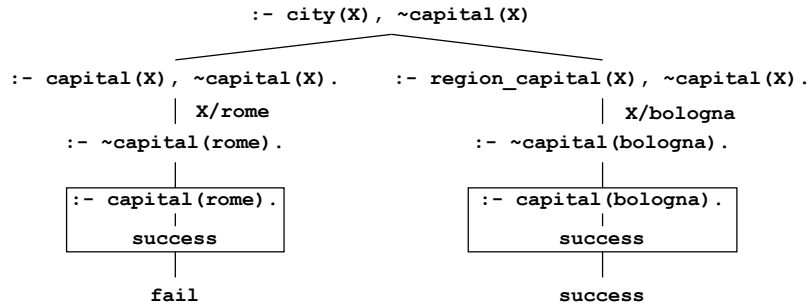 :- city(X), ~capital(X)
:- capital(X), ~capital(X).    :- region_capital(X), ~capital(X).
X/rome    X/bologna
:- ~capital(rome).    :- ~capital(bologna).
:- capital(rome).    :- capital(bologna).
success    success
fail    success